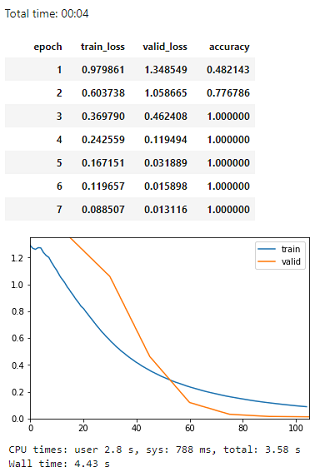 Total time: 00:04
epoch train_loss valid_loss accuracy
1 0.979861 1.348549 0.482143
2 0.603738 1.058665 0.776786
3 0.369790 0.462408 1.000000
4 0.242559 0.119494 1.000000
5 0.167151 0.031889 1.000000
6 0.119657 0.015898 1.000000
7 0.088507 0.013116 1.000000
train
valid
1.2
1.0
0.8
0.6
0.4
0.2
0.0
0 20 40 60 80 100
CPU times: user 2.8 s, sys: 788 ms, total: 3.58 s
Wall time: 4.43 s